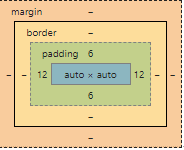 margin –
border –
padding 6
– – 12 auto × auto 12 – –
6
–
–